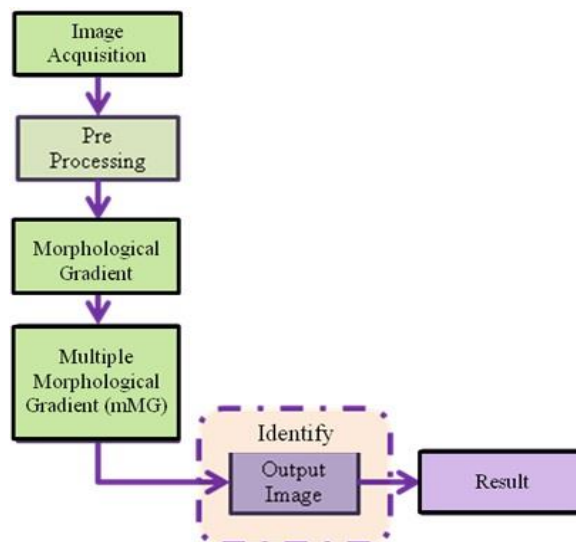 Image
Acquisition
Pre
Processing
Morphological
Gradient
Multiple
Morphological
Gradient (mMG)
Identify
Output
Image
Result